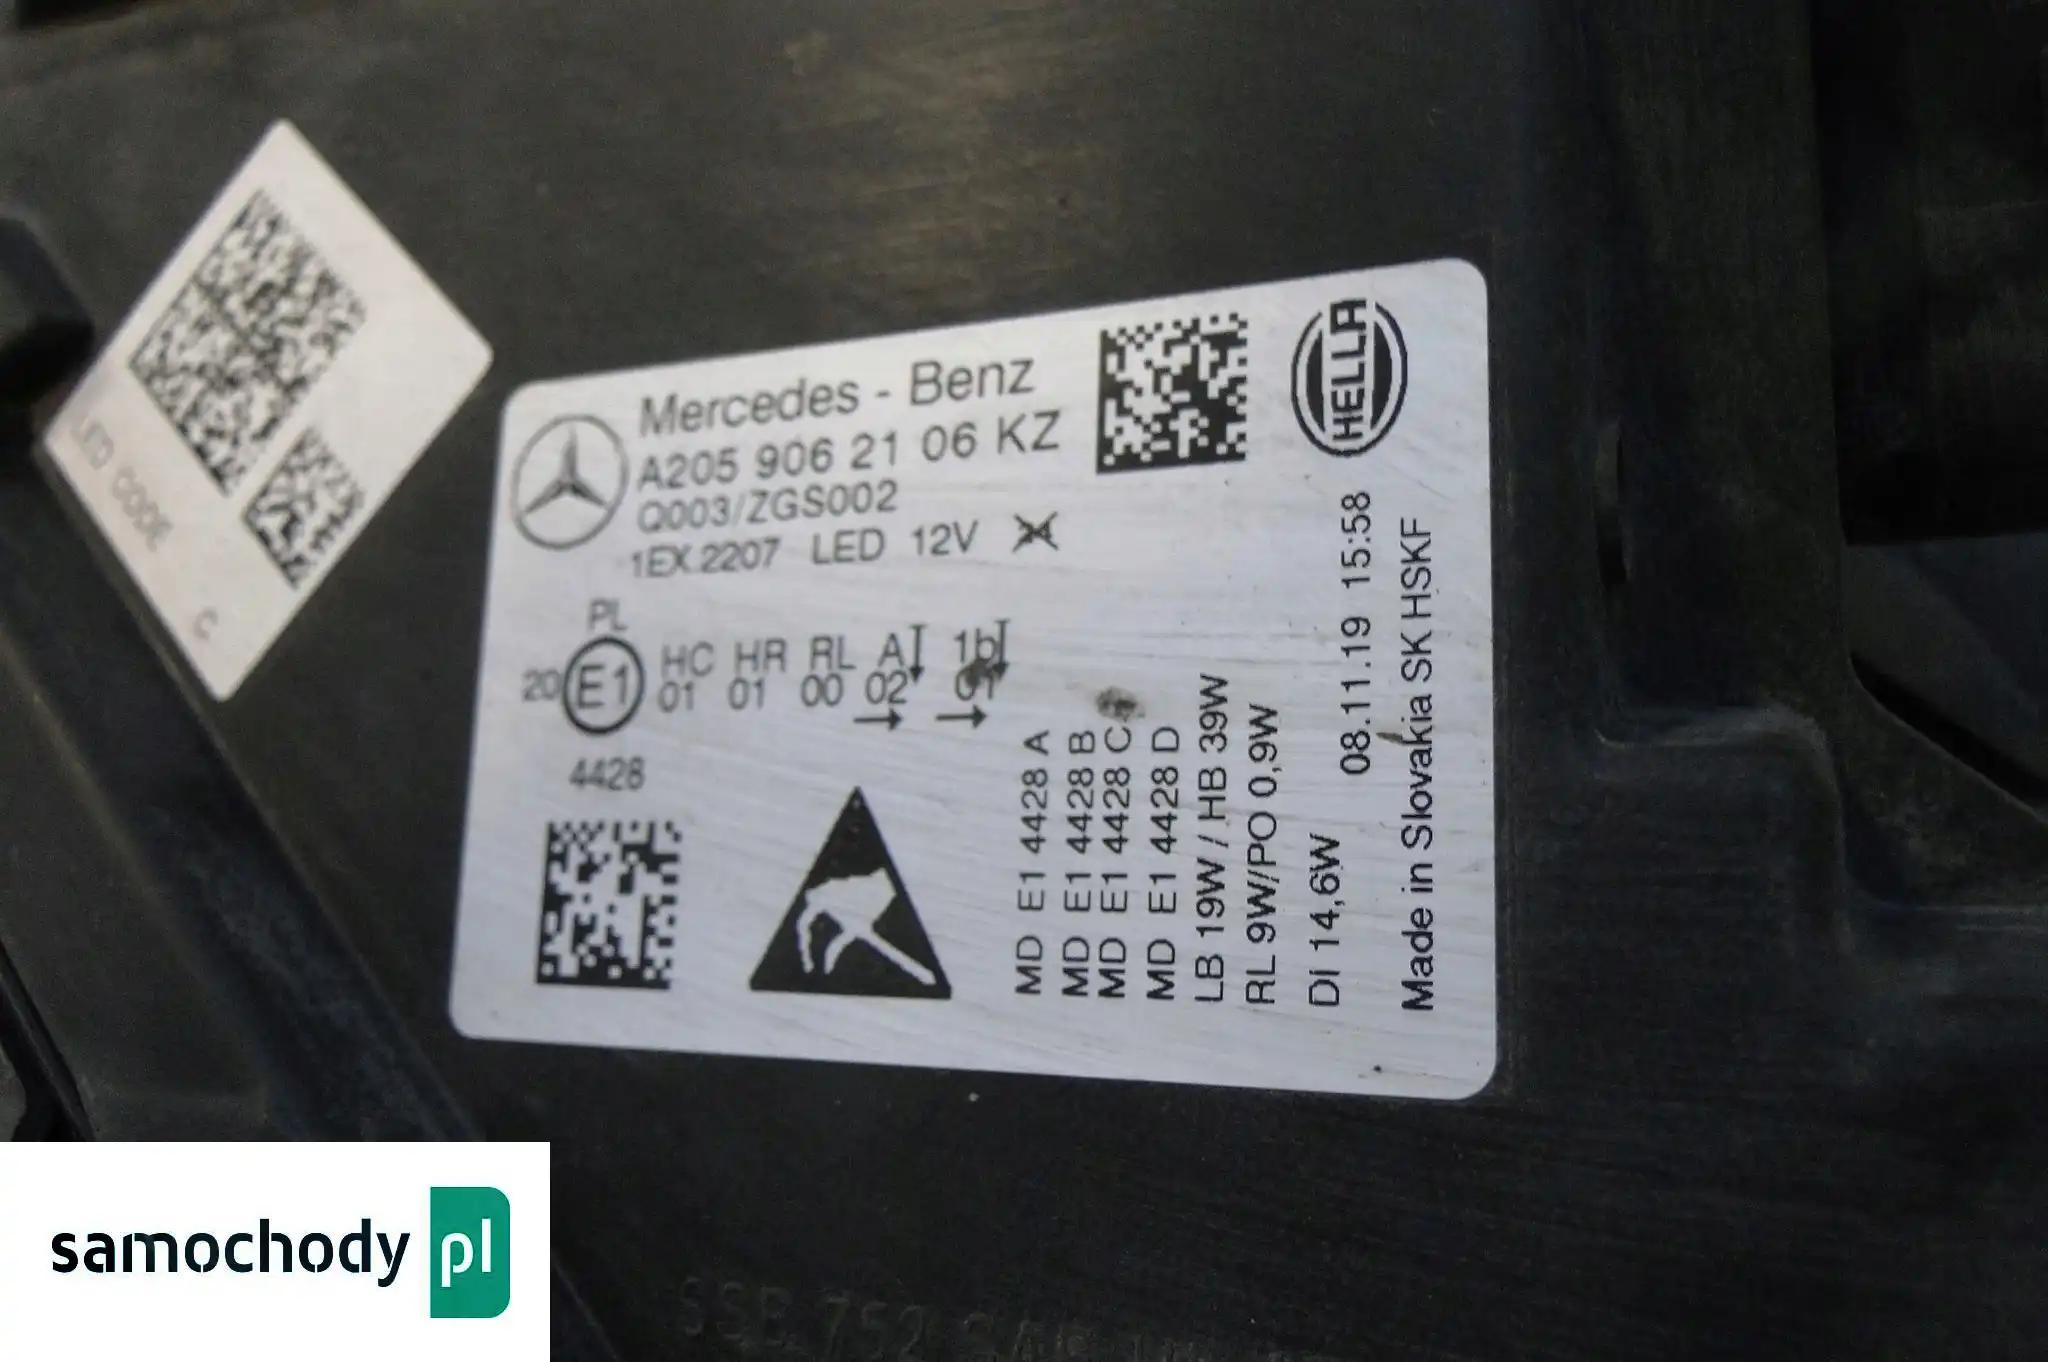 LED CODE
C
Mercedes - Benz
A205 906 21 06 KZ
Q003/ZGS002
1EX.2207 LED 12V
HELLA
PL
20 E1 HC HR RL A 1b
01 01 00 02 01
4428
MD E1 4428 A
MD E1 4428 B
MD E1 4428 C
MD E1 4428 D
LB 19W / HB 39W
RL 9W/PO 0,9W
DI 14,6W
08.11.19 15:58
Made in Slovakia SK HSKF
samochody pl